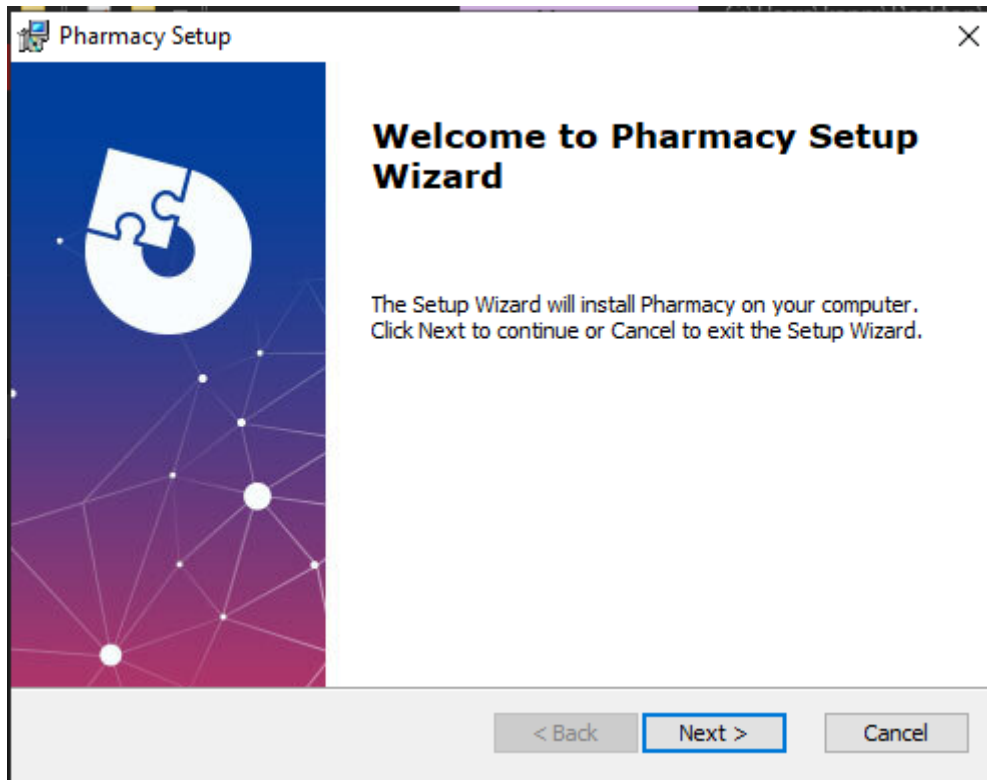 Pharmacy Setup
Welcome to Pharmacy Setup
Wizard
The Setup Wizard will install Pharmacy on your computer.
Click Next to continue or Cancel to exit the Setup Wizard.
< Back
Next >
Cancel